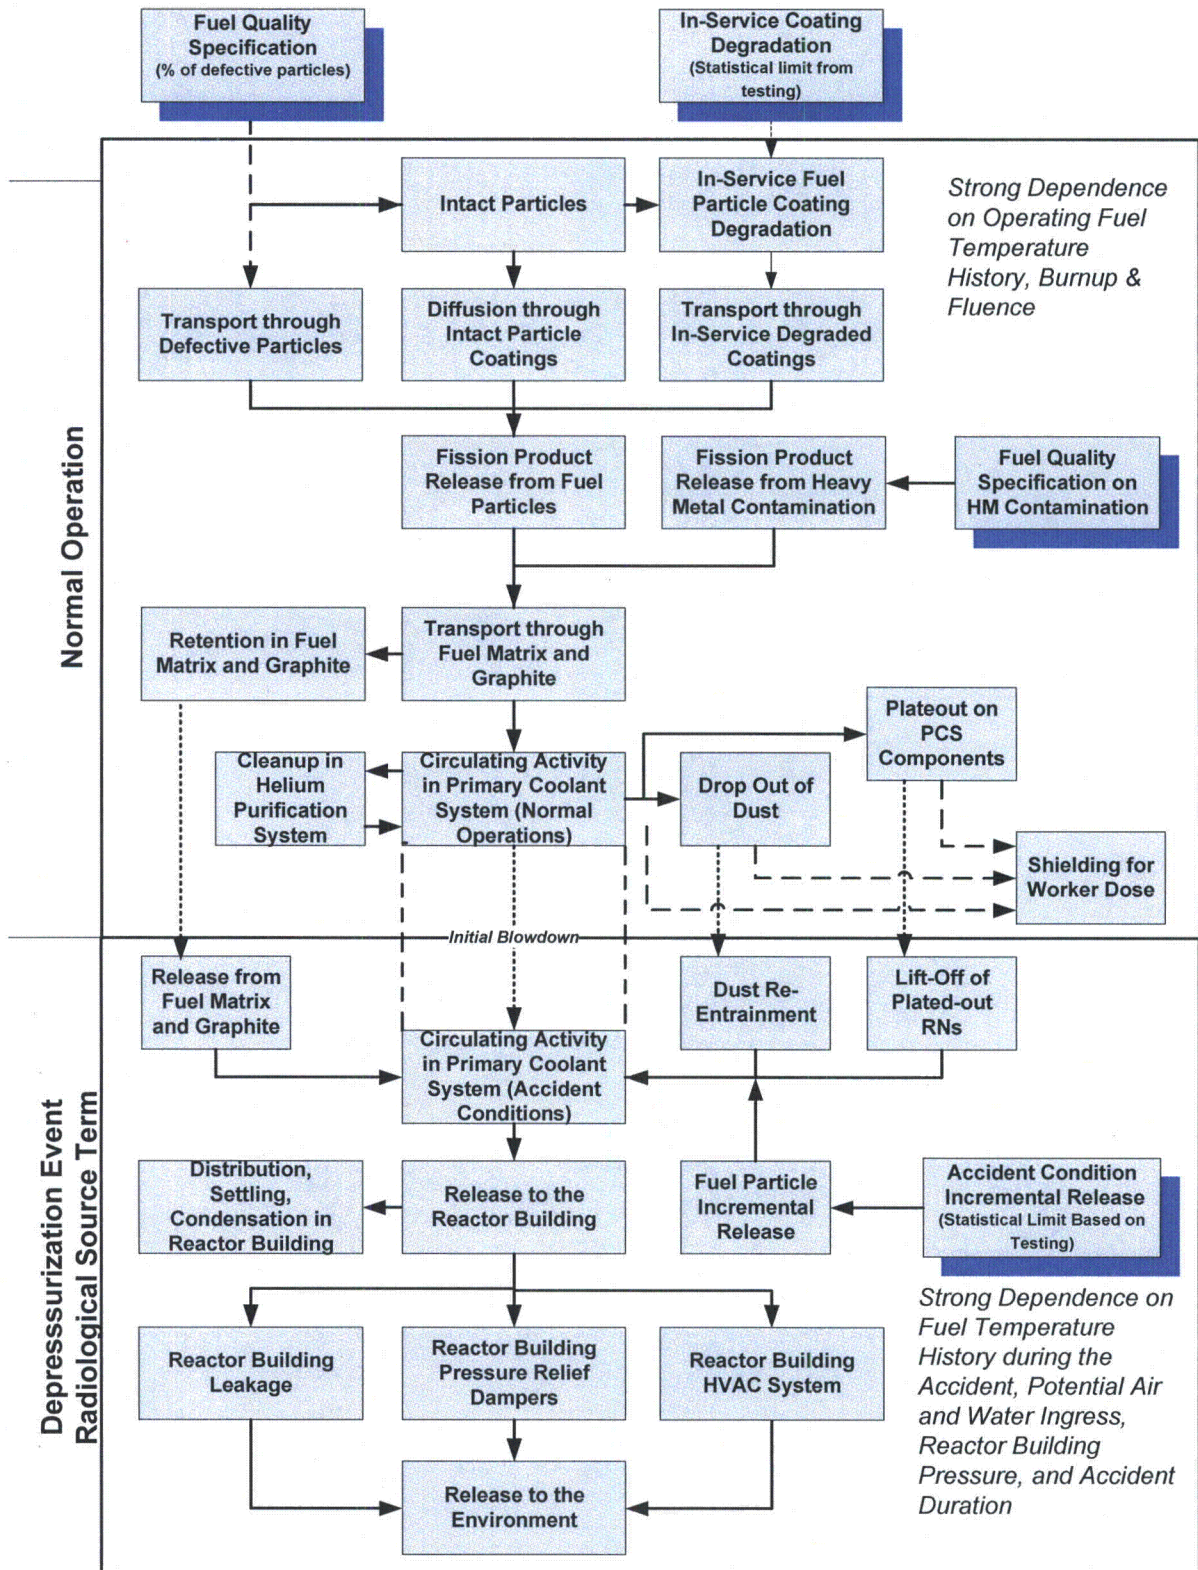 Fuel Quality
Specification
(% of defective particles)
In-Service Coating
Degradation
(Statistical limit from
testing)
Normal Operation
Intact Particles
In-Service Fuel
Particle Coating
Degradation
Strong Dependence
on Operating Fuel
Temperature
History, Burnup &
Fluence
Transport through
Defective Particles
Diffusion through
Intact Particle
Coatings
Transport through
In-Service Degraded
Coatings
Fission Product
Release from Fuel
Particles
Fission Product
Release from Heavy
Metal Contamination
Fuel Quality
Specification on
HM Contamination
Retention in Fuel
Matrix and Graphite
Transport through
Fuel Matrix and
Graphite
Cleanup in
Helium
Purification
System
Circulating Activity
in Primary Coolant
System (Normal
Operations)
Drop Out of
Dust
Plateout on
PCS
Components
Shielding for
Worker Dose
Initial Blowdown
Depresssurization Event
Radiological Source Term
Release from
Fuel Matrix
and Graphite
Circulating Activity
in Primary Coolant
System (Accident
Conditions)
Dust Re-
Entrainment
Lift-Off of
Plated-out
RNs
Distribution,
Settling,
Condensation in
Reactor Building
Release to the
Reactor Building
Fuel Particle
Incremental
Release
Accident Condition
Incremental Release
(Statistical Limit Based on
Testing)
Reactor Building
Leakage
Reactor Building
Pressure Relief
Dampers
Reactor Building
HVAC System
Strong Dependence on
Fuel Temperature
History during the
Accident, Potential Air
and Water Ingress,
Reactor Building
Pressure, and Accident
Duration
Release to the
Environment